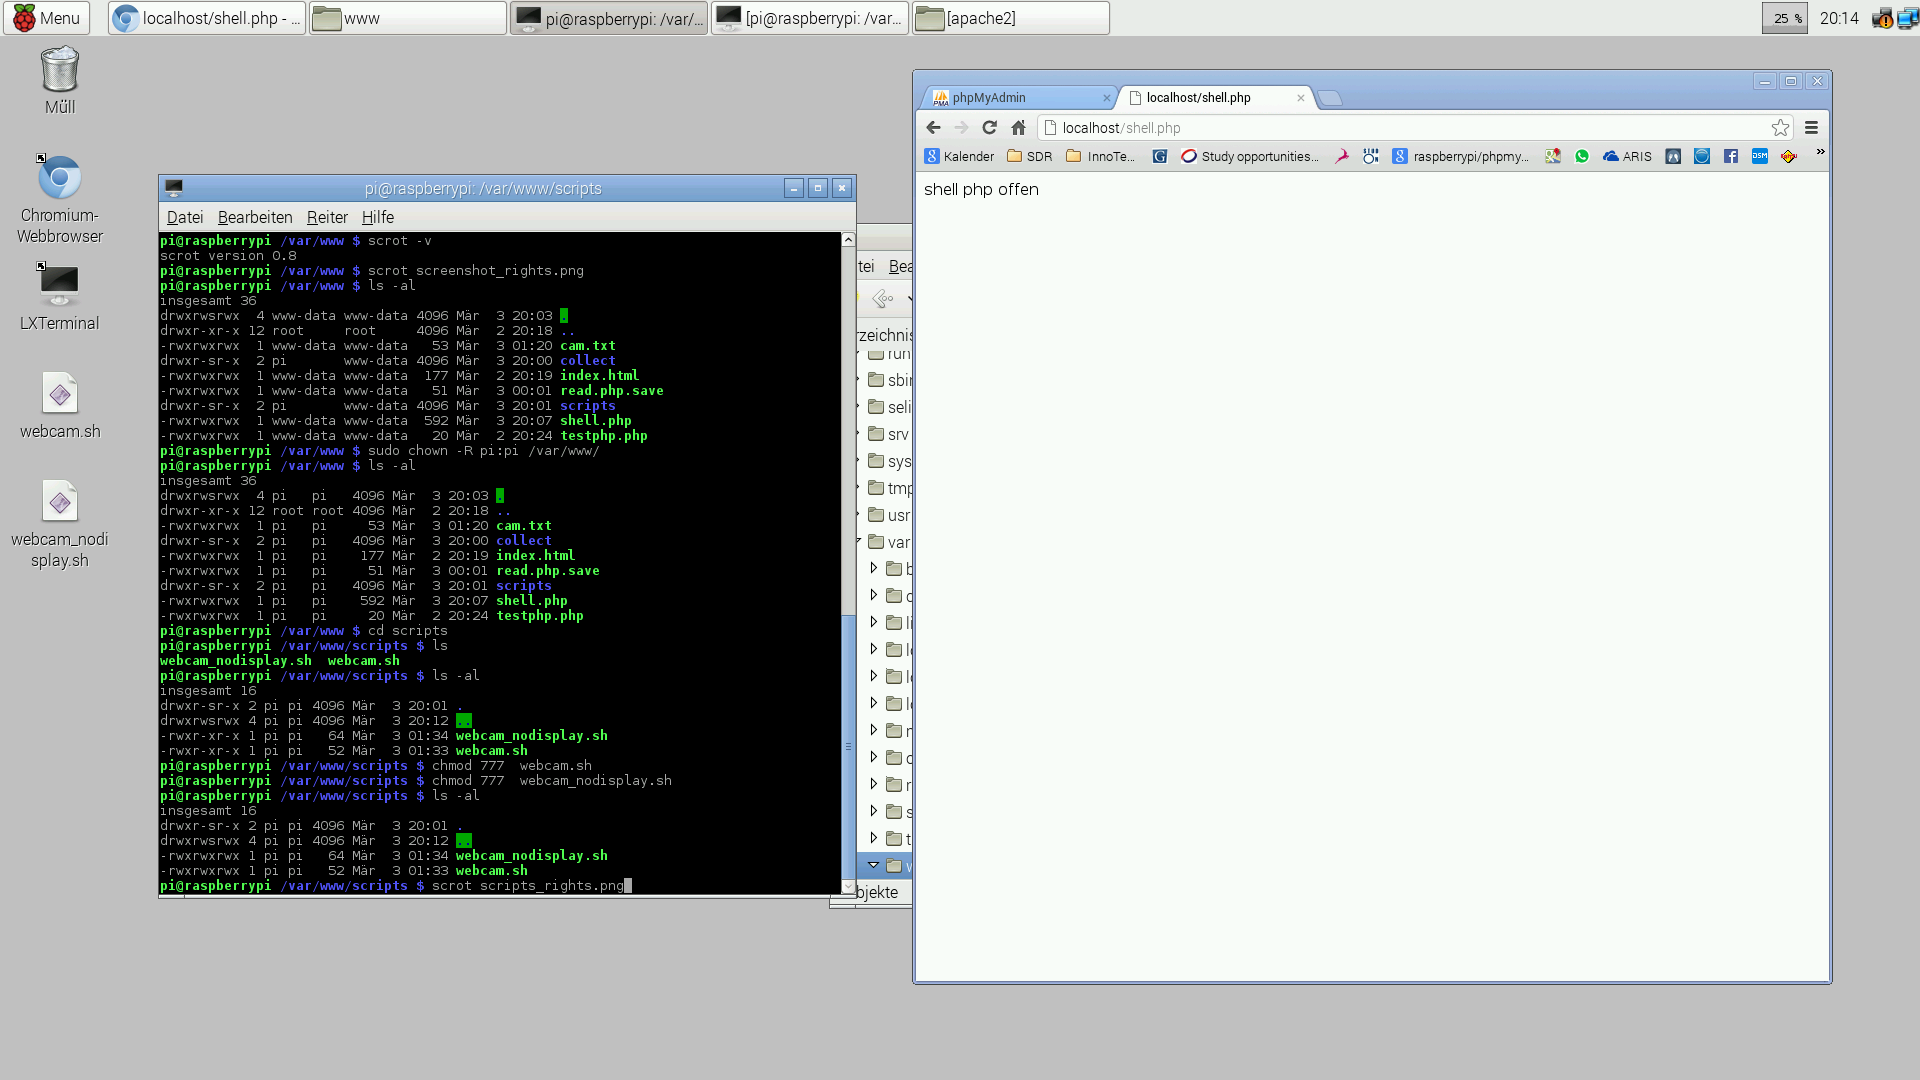 Menu
localhost/shell.php - ...
www
pi@raspberrypi: /var/...
[pi@raspberrypi: /var...
[apache2]
25 %
20:14
Müll
Chromium-
Webbrowser
LXTerminal
webcam.sh
webcam_nodi
splay.sh
pi@raspberrypi: /var/www/scripts
Datei Bearbeiten Reiter Hilfe
pi@raspberrypi /var/www $ scrot -v
scrot version 0.8
pi@raspberrypi /var/www $ scrot screenshot_rights.png
pi@raspberrypi /var/www $ ls -al
insgesamt 36
drwxrwsrwx  4 www-data www-data 4096 Mär  3 20:03 .
drwxr-xr-x 12 root     root     4096 Mär  2 20:18 ..
-rwxrwxrwx  1 www-data www-data   53 Mär  3 01:20 cam.txt
drwxr-sr-x  2 pi       www-data 4096 Mär  3 20:00 collect
-rwxrwxrwx  1 www-data www-data  177 Mär  2 20:19 index.html
-rwxrwxrwx  1 www-data www-data   51 Mär  3 00:01 read.php.save
drwxr-sr-x  2 pi       www-data 4096 Mär  3 20:01 scripts
-rwxrwxrwx  1 www-data www-data  592 Mär  3 20:07 shell.php
-rwxrwxrwx  1 www-data www-data   20 Mär  2 20:24 testphp.php
pi@raspberrypi /var/www $ sudo chown -R pi:pi /var/www/
pi@raspberrypi /var/www $ ls -al
insgesamt 36
drwxrwsrwx  4 pi   pi   4096 Mär  3 20:03 .
drwxr-xr-x 12 root root 4096 Mär  2 20:18 ..
-rwxrwxrwx  1 pi   pi     53 Mär  3 01:20 cam.txt
drwxr-sr-x  2 pi   pi   4096 Mär  3 20:00 collect
-rwxrwxrwx  1 pi   pi    177 Mär  2 20:19 index.html
-rwxrwxrwx  1 pi   pi     51 Mär  3 00:01 read.php.save
drwxr-sr-x  2 pi   pi   4096 Mär  3 20:01 scripts
-rwxrwxrwx  1 pi   pi    592 Mär  3 20:07 shell.php
-rwxrwxrwx  1 pi   pi     20 Mär  2 20:24 testphp.php
pi@raspberrypi /var/www $ cd scripts
pi@raspberrypi /var/www/scripts $ ls
webcam_nodisplay.sh  webcam.sh
pi@raspberrypi /var/www/scripts $ ls -al
insgesamt 16
drwxr-sr-x 2 pi pi 4096 Mär  3 20:01 .
drwxrwsrwx 4 pi pi 4096 Mär  3 20:12 ..
-rwxr-xr-x 1 pi pi   64 Mär  3 01:34 webcam_nodisplay.sh
-rwxr-xr-x 1 pi pi   52 Mär  3 01:33 webcam.sh
pi@raspberrypi /var/www/scripts $ chmod 777  webcam.sh
pi@raspberrypi /var/www/scripts $ chmod 777  webcam_nodisplay.sh
pi@raspberrypi /var/www/scripts $ ls -al
insgesamt 16
drwxr-sr-x 2 pi pi 4096 Mär  3 20:01 .
drwxrwsrwx 4 pi pi 4096 Mär  3 20:12 ..
-rwxrwxrwx 1 pi pi   64 Mär  3 01:34 webcam_nodisplay.sh
-rwxrwxrwx 1 pi pi   52 Mär  3 01:33 webcam.sh
pi@raspberrypi /var/www/scripts $ scrot scripts_rights.png
tei Bea
rzeichnis
run
sbin
seli
srv
sys
tmp
usr
var
bjekte
phpMyAdmin
localhost/shell.php
localhost/shell.php
Kalender SDR InnoTe... Study opportunities... raspberrypi/phpmy... ARIS DSM »
shell php offen